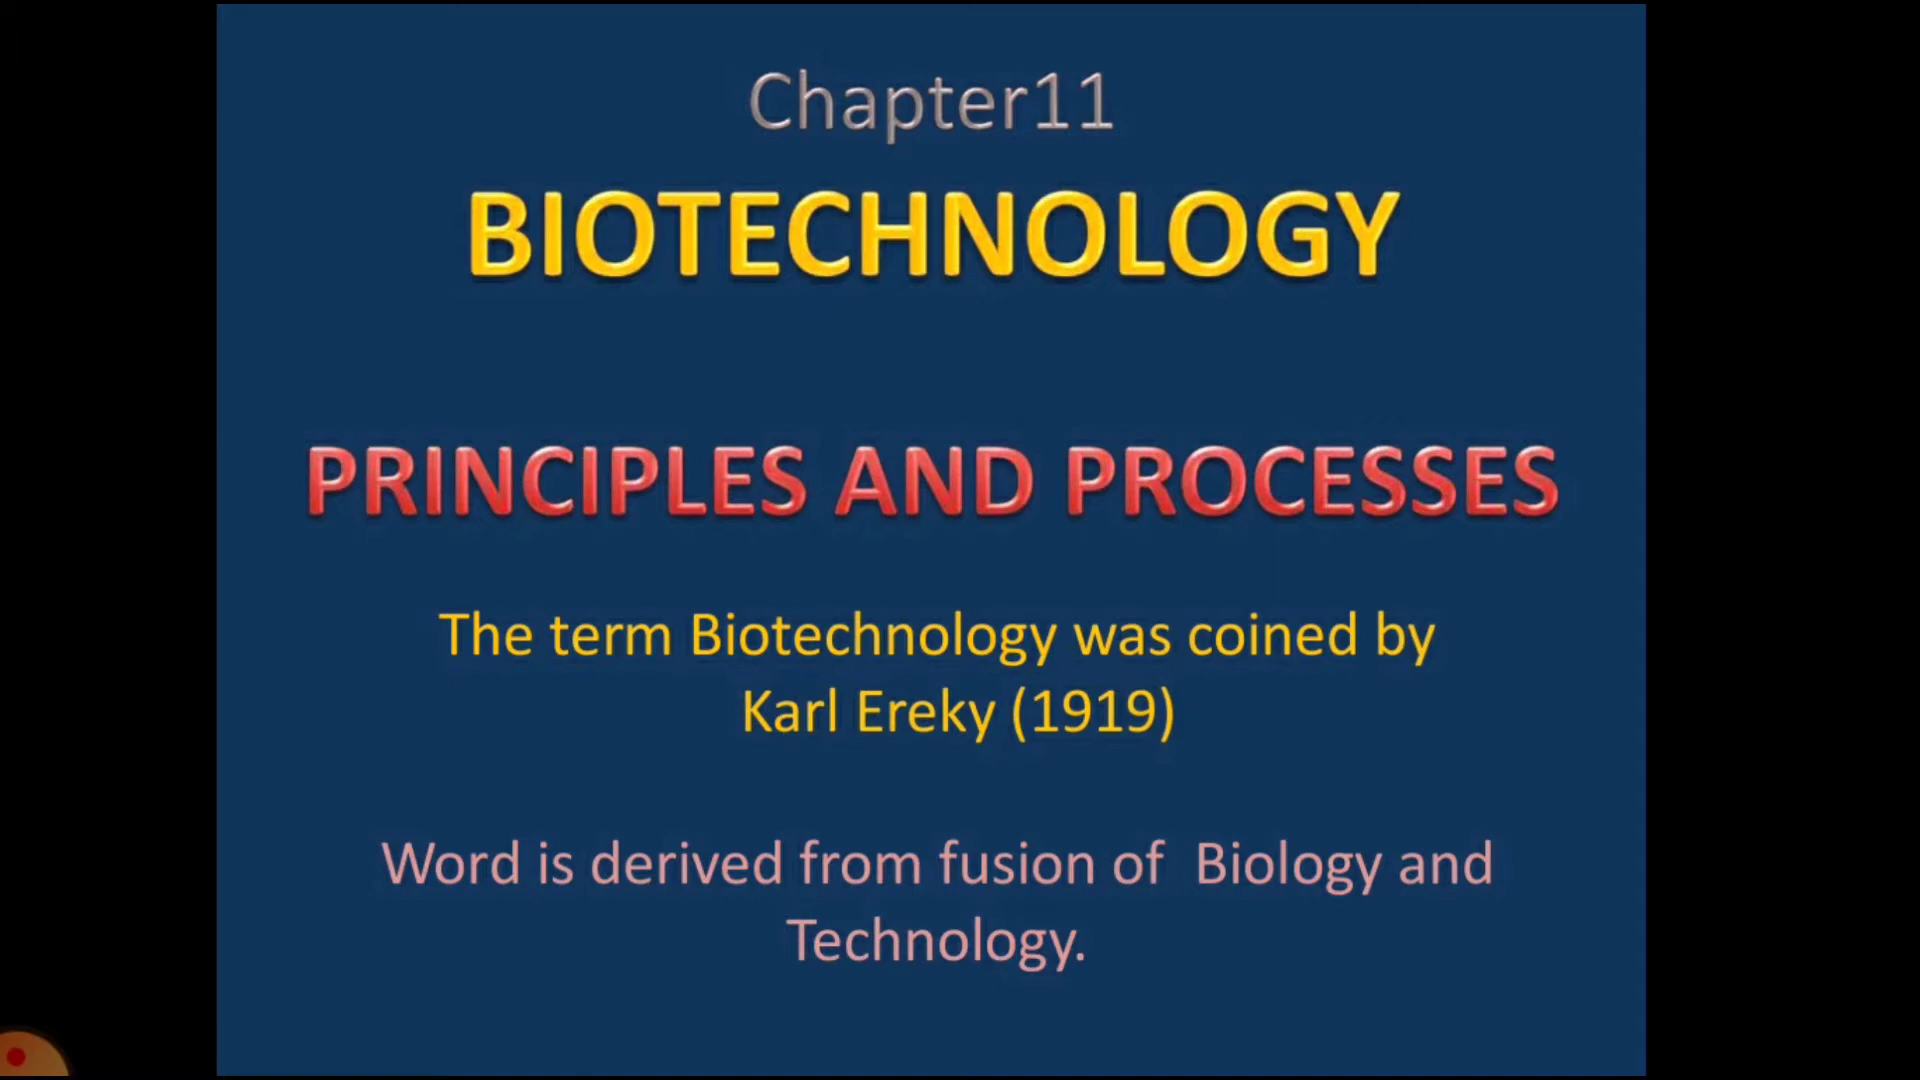 Chapter11
BIOTECHNOLOGY
PRINCIPLES AND PROCESSES
The term Biotechnology was coined by
Karl Ereky (1919)
Word is derived from fusion of  Biology and
Technology.